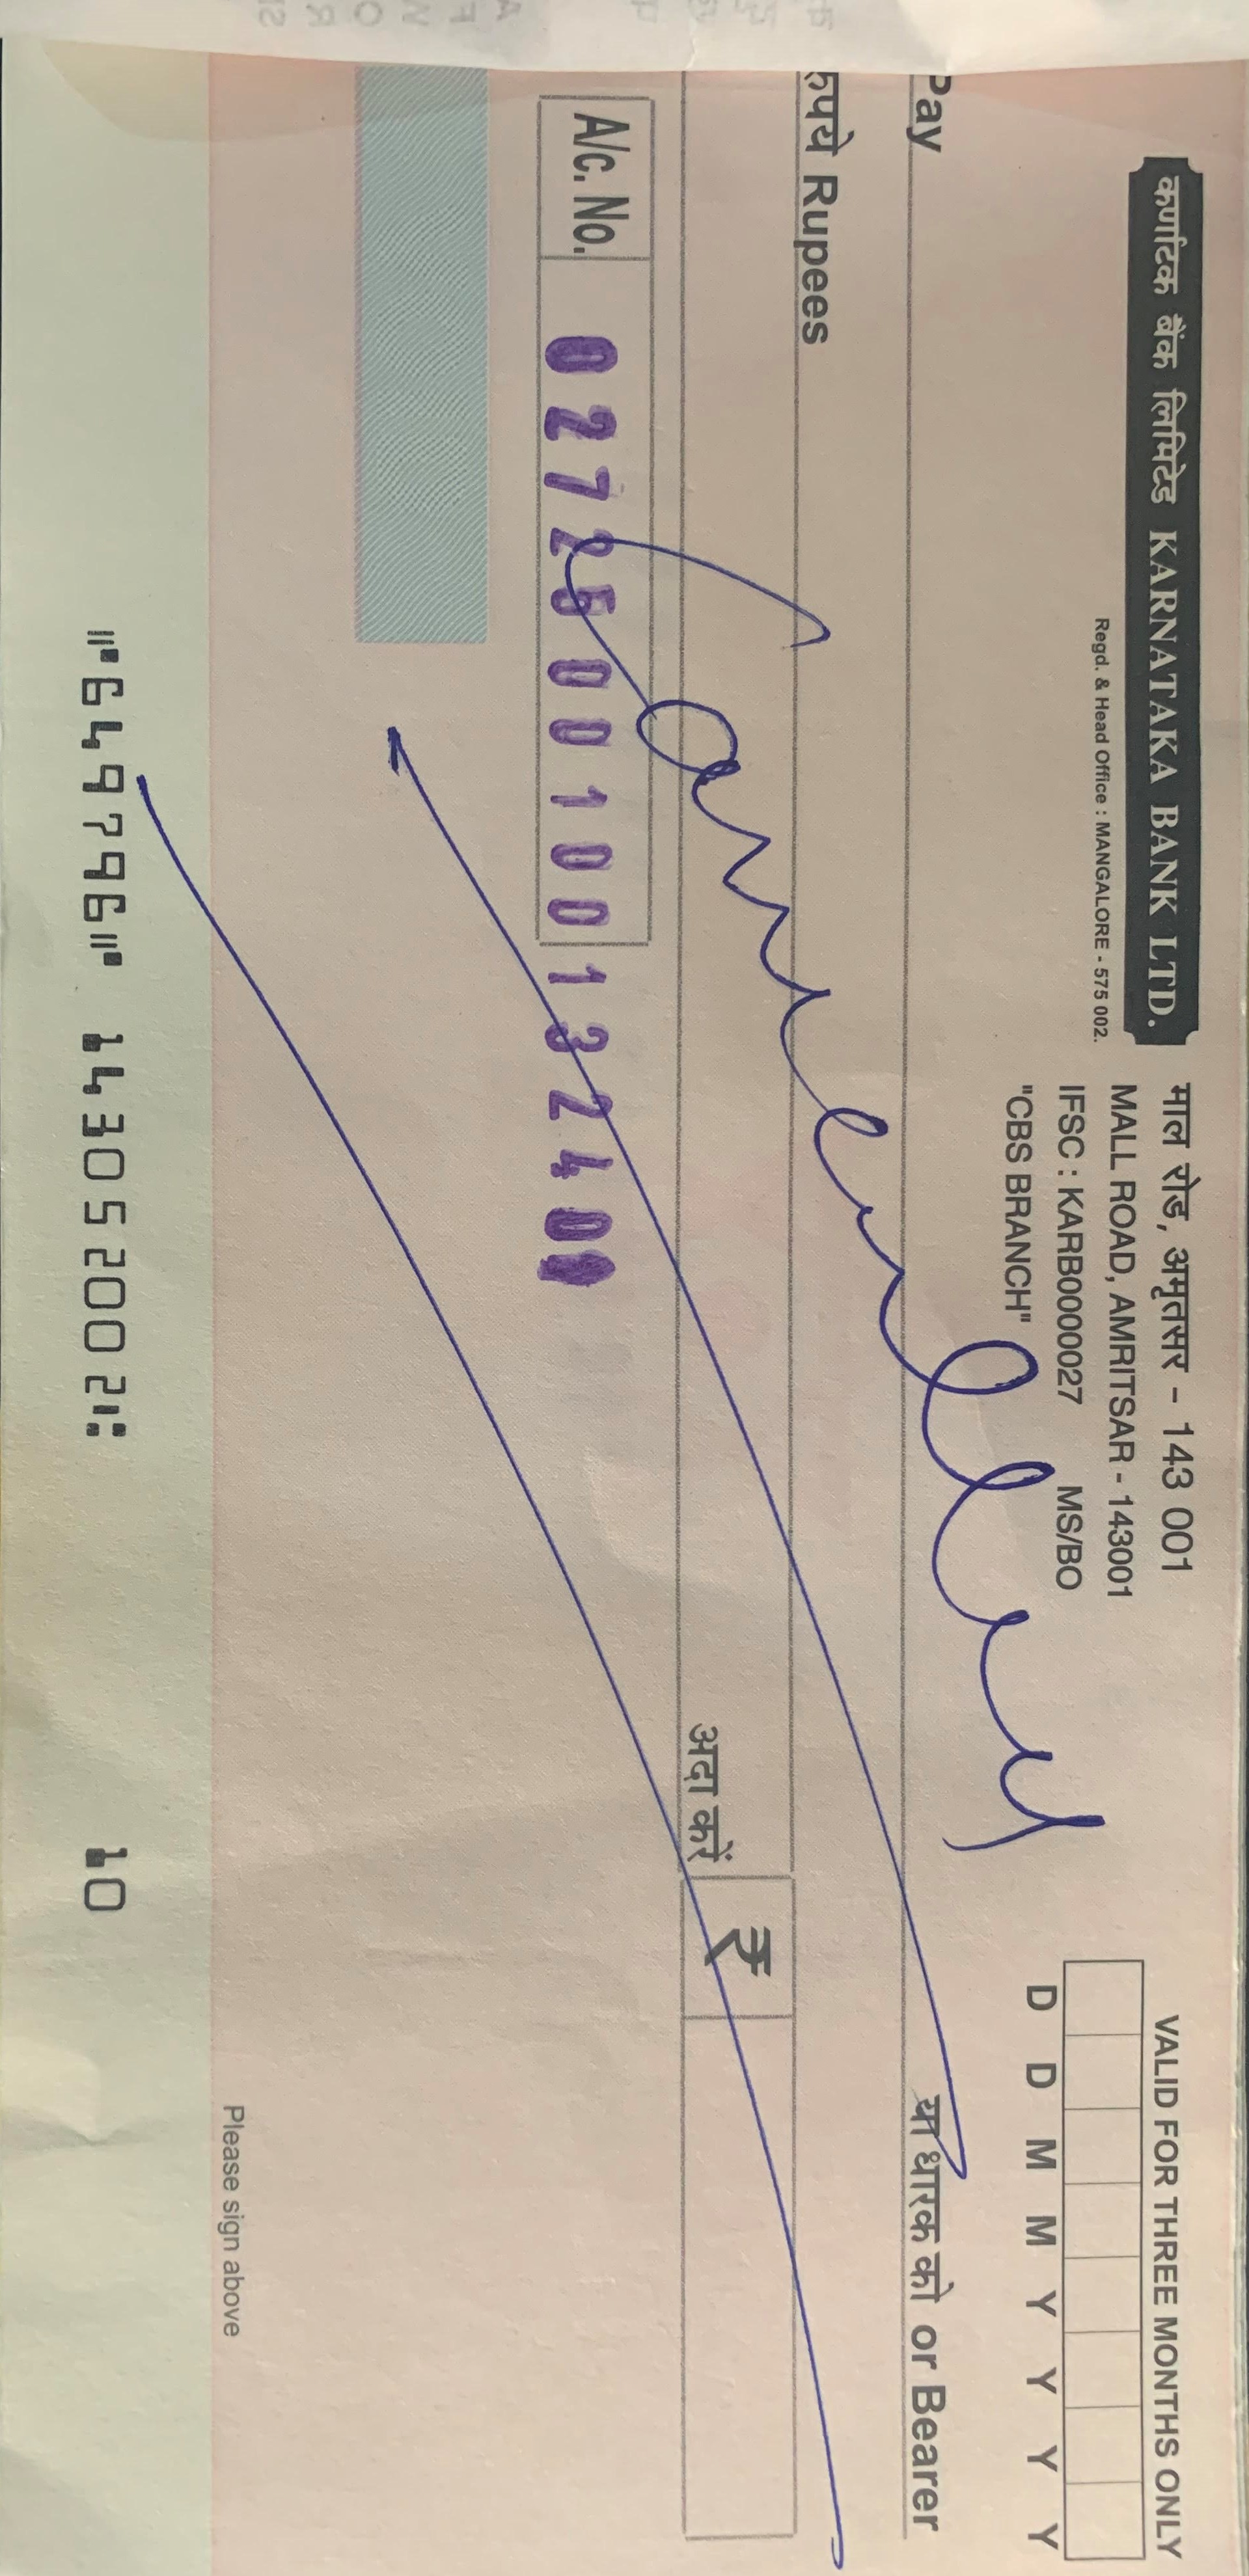 कर्णाटक बैंक लिमिटेड KARNATAKA BANK LTD.
Regd. & Head Office : MANGALORE - 575 002.
माल रोड, अमृतसर - 143 001
MALL ROAD, AMRITSAR - 143001
IFSC : KARB0000027 MS/BO
"CBS BRANCH"
VALID FOR THREE MONTHS ONLY
D D M M Y Y Y Y
Pay
या धारक को or Bearer
रुपये Rupees
अदा करें
₹
A/c. No. 027250010013240
Cancelled
Please sign above
⑈649796⑈ 143052002⑆ 10